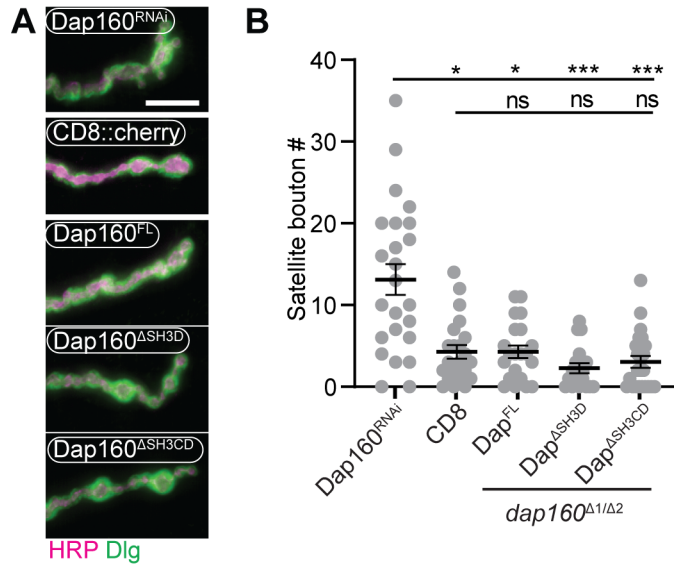 A
Dap160RNAi
CD8::cherry
Dap160FL
Dap160ΔSH3D
Dap160ΔSH3CD
HRP Dlg
B
* * *** ***
ns ns ns
40
30
20
10
0
Satellite bouton #
Dap160RNAi
CD8
DapFL
DapΔSH3D
DapΔSH3CD
dap160Δ1/Δ2